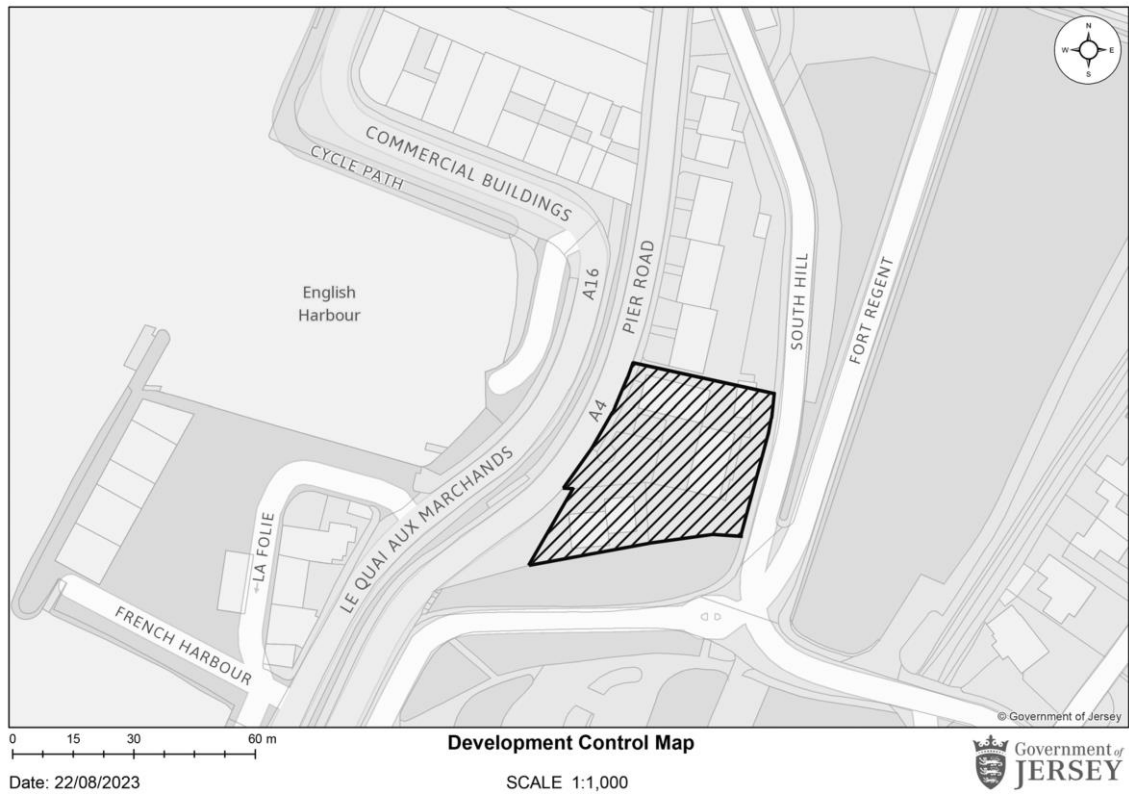 N
W E
S
COMMERCIAL BUILDINGS
CYCLE PATH
A16
PIER ROAD
SOUTH HILL
FORT REGENT
English
Harbour
A4
LE QUAI AUX MARCHANDS
LA FOLIE
FRENCH HARBOUR
© Government of Jersey
0 15 30 60 m
Development Control Map
Date: 22/08/2023
SCALE 1:1,000
Government of
JERSEY